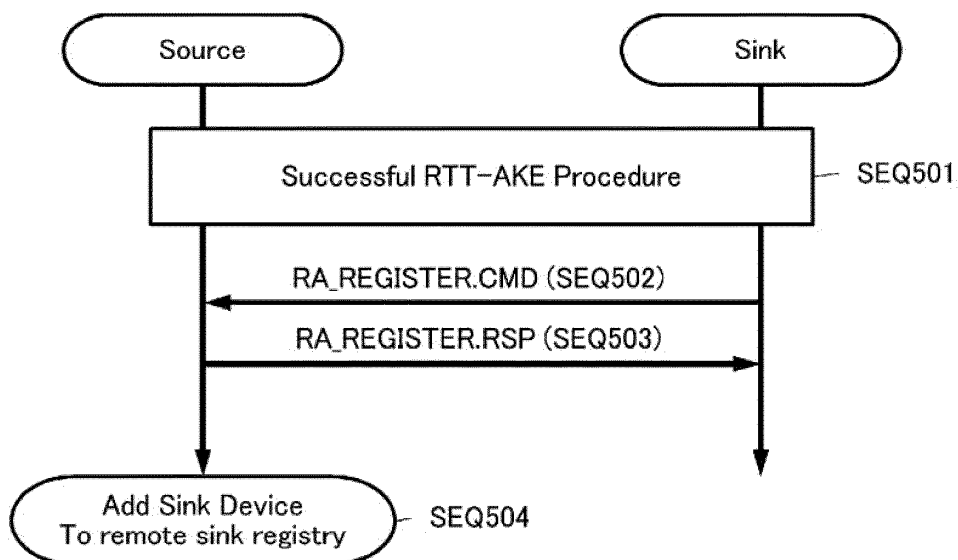 Source
Sink
Successful RTT-AKE Procedure
SEQ501
RA_REGISTER.CMD (SEQ502)
RA_REGISTER.RSP (SEQ503)
Add Sink Device
To remote sink registry
SEQ504